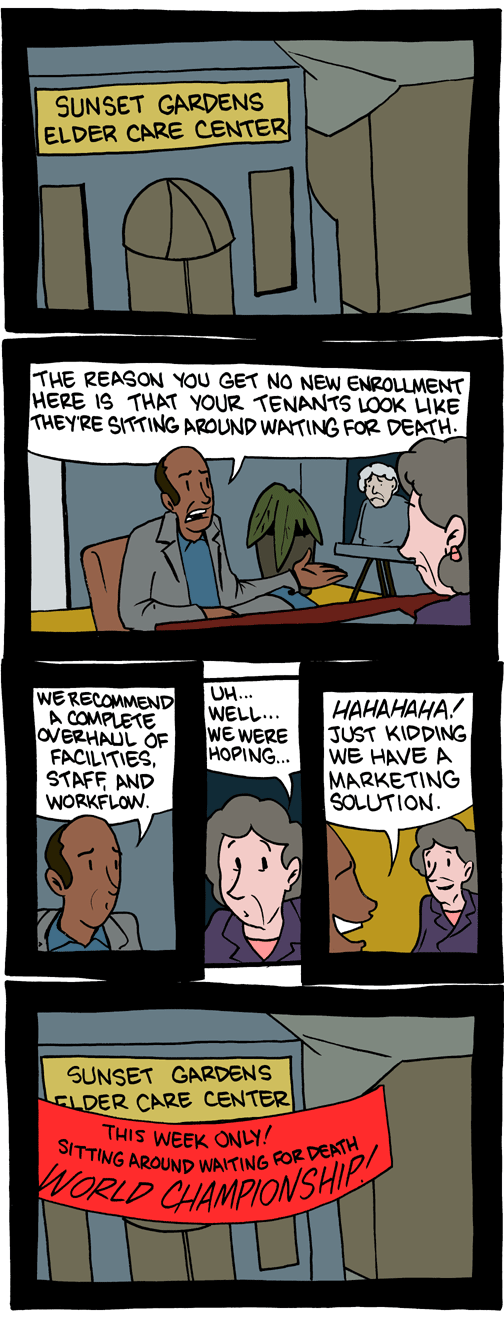 SUNSET GARDENS
ELDER CARE CENTER
THE REASON YOU GET NO NEW ENROLLMENT
HERE IS THAT YOUR TENANTS LOOK LIKE
THEY'RE SITTING AROUND WAITING FOR DEATH.
WE RECOMMEND
A COMPLETE
OVERHAUL OF
FACILITIES,
STAFF, AND
WORKFLOW.
UH...
WELL...
WE WERE
HOPING...
HAHAHAHA!
JUST KIDDING
WE HAVE A
MARKETING
SOLUTION.
SUNSET GARDENS
ELDER CARE CENTER
THIS WEEK ONLY!
SITTING AROUND WAITING FOR DEATH
WORLD CHAMPIONSHIP!